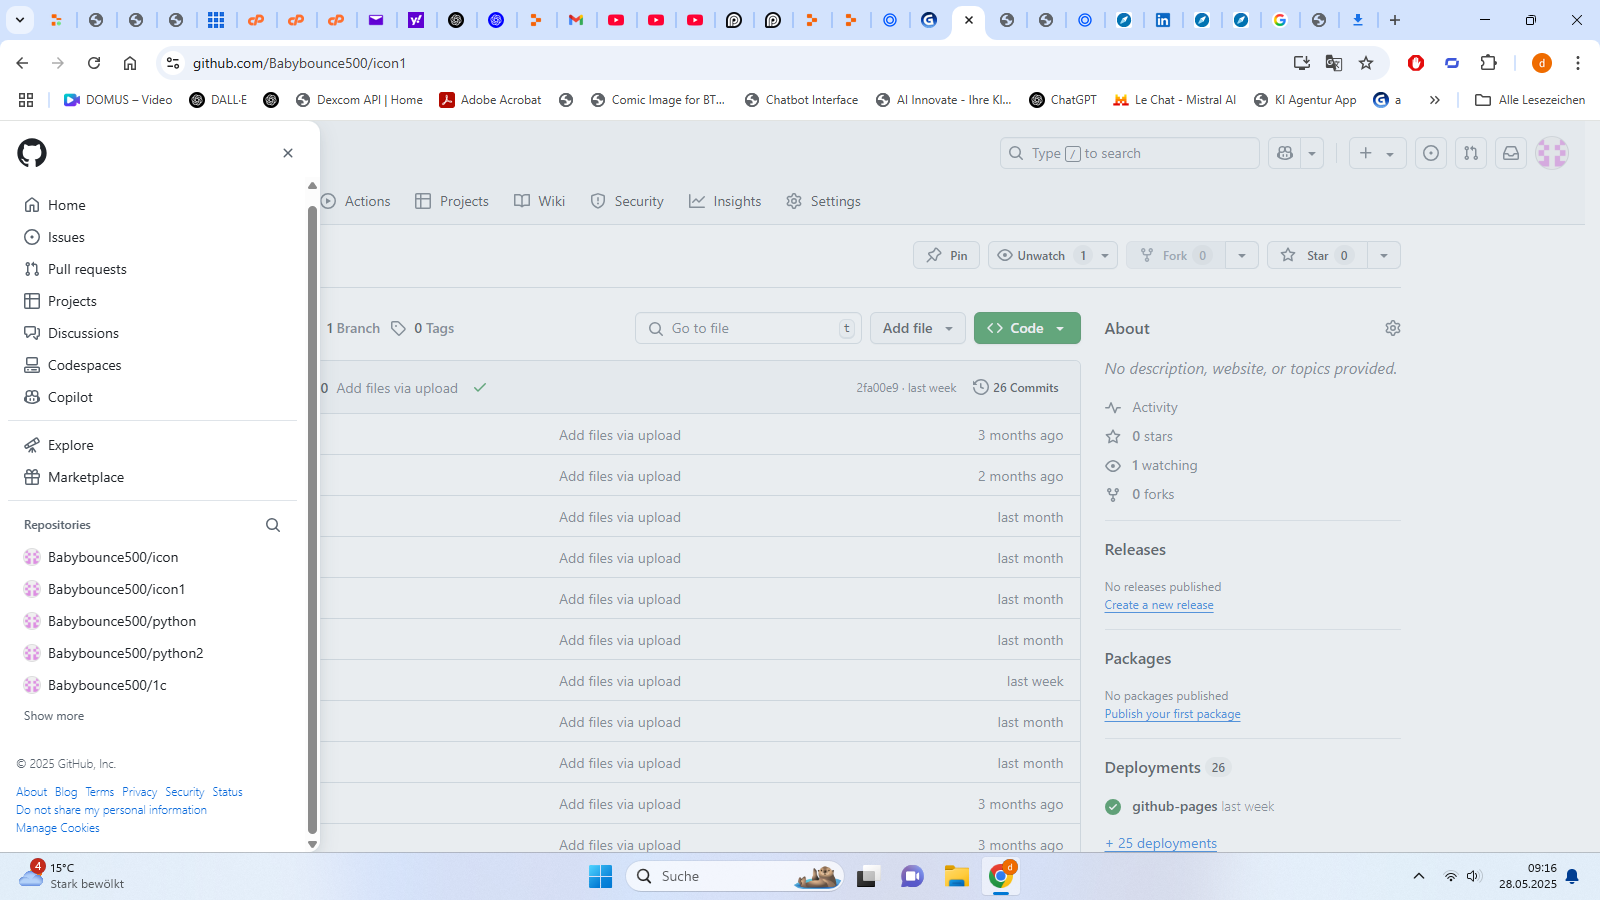 github.com/Babybounce500/icon1
d
DOMUS – Video
DALL·E
Dexcom API | Home
Adobe Acrobat
Comic Image for BT...
Chatbot Interface
AI Innovate - Ihre KI...
ChatGPT
Le Chat - Mistral AI
KI Agentur App
a
»
Alle Lesezeichen
Type / to search
Home
Issues
Pull requests
Projects
Discussions
Codespaces
Copilot
Explore
Marketplace
Repositories
Babybounce500/icon
Babybounce500/icon1
Babybounce500/python
Babybounce500/python2
Babybounce500/1c
Show more
© 2025 GitHub, Inc.
About Blog Terms Privacy Security Status
Do not share my personal information
Manage Cookies
Actions
Projects
Wiki
Security
Insights
Settings
Pin
Unwatch 1
Fork 0
Star 0
1 Branch
0 Tags
Go to file
t
Add file
Code
0 Add files via upload
2fa00e9 · last week
26 Commits
Add files via upload 3 months ago
Add files via upload 2 months ago
Add files via upload last month
Add files via upload last month
Add files via upload last month
Add files via upload last month
Add files via upload last week
Add files via upload last month
Add files via upload last month
Add files via upload 3 months ago
Add files via upload 3 months ago
About
No description, website, or topics provided.
Activity
0 stars
1 watching
0 forks
Releases
No releases published
Create a new release
Packages
No packages published
Publish your first package
Deployments 26
github-pages last week
+ 25 deployments
4
15°C
Stark bewölkt
Suche
d
09:16
28.05.2025